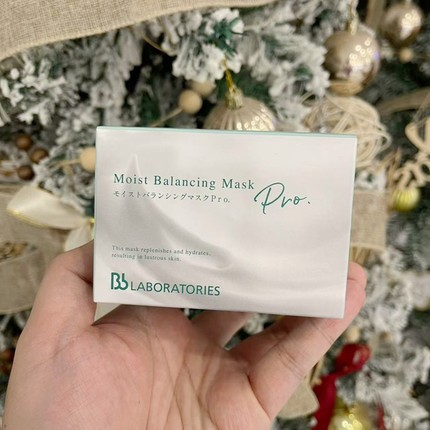 Moist Balancing Mask
Pro.
モイストバランシングマスクPro.
This mask replenishes and hydrates
resulting in lustrous skin.
Bb LABORATORIES